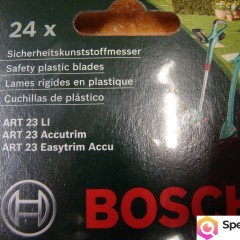 24 x
Sicherheitskunststoffmesser
Safety plastic blades
Lames rigides en plastique
Cuchillas de plástico
ART 23 LI
ART 23 Accutrim
ART 23 Easytrim Accu
BOSCH
Spe